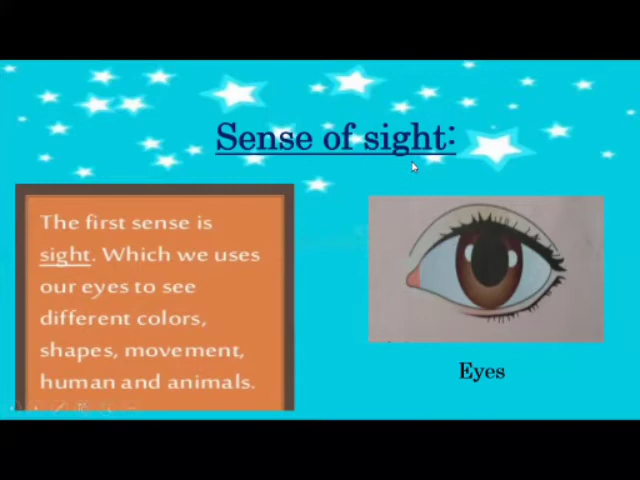 Sense of sight:
The first sense is
sight. Which we uses
our eyes to see
different colors,
shapes, movement,
human and animals.
Eyes